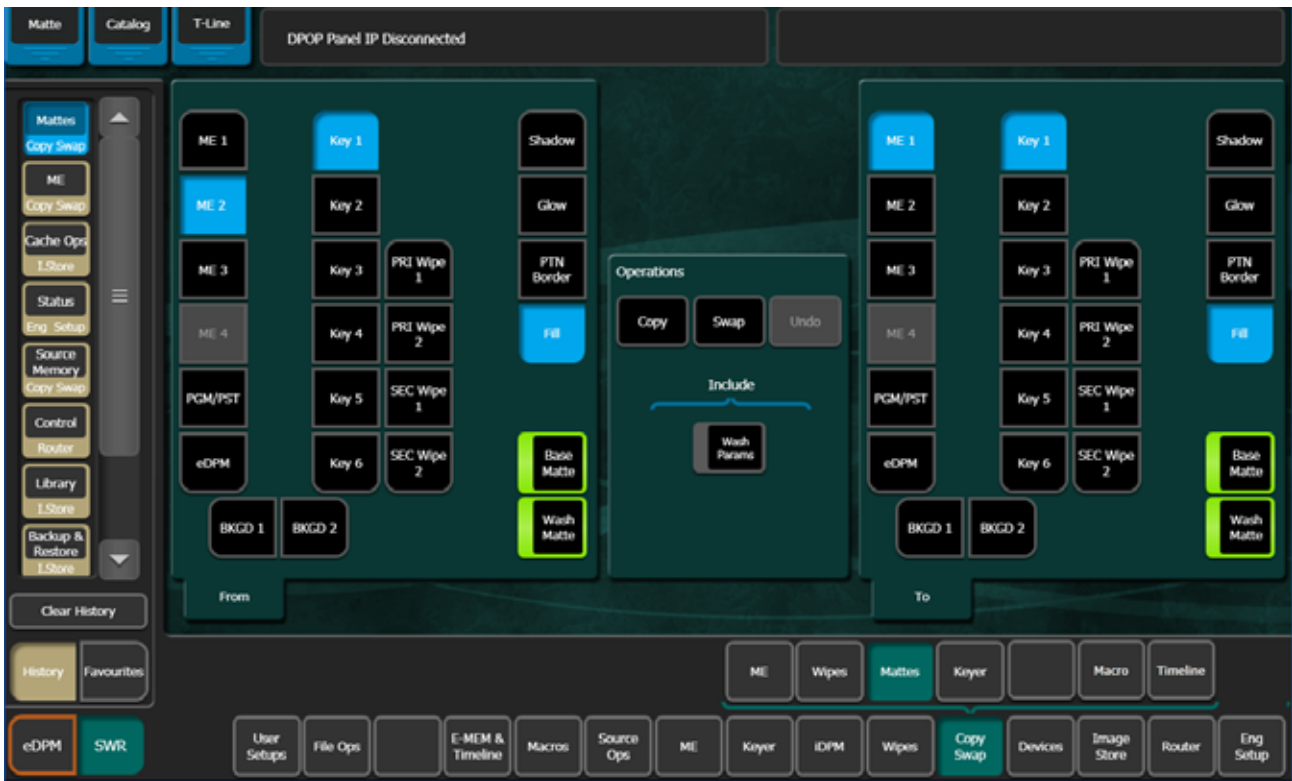 Matte
Catalog
T-Line
DPOP Panel IP Disconnected
Mattes
Copy Swap
ME
Copy Swap
Cache Ops
I.Store
Status
Eng Setup
Source
Memory
Copy Swap
Control
Router
Library
I.Store
Backup &
Restore
I.Store
Clear History
History
Favourites
eDPM
SWR
ME 1
Key 1
Shadow
ME 2
Key 2
Glow
ME 3
Key 3
PRI Wipe
1
PTN
Border
ME 4
Key 4
PRI Wipe
2
Fill
PGM/PST
Key 5
SEC Wipe
1
eDPM
Key 6
SEC Wipe
2
Base
Matte
BKGD 1
BKGD 2
Wash
Matte
From
Operations
Copy
Swap
Undo
Include
Wash
Params
ME 1
Key 1
Shadow
ME 2
Key 2
Glow
ME 3
Key 3
PRI Wipe
1
PTN
Border
ME 4
Key 4
PRI Wipe
2
Fill
PGM/PST
Key 5
SEC Wipe
1
eDPM
Key 6
SEC Wipe
2
Base
Matte
BKGD 1
BKGD 2
Wash
Matte
To
ME
Wipes
Mattes
Keyer
Macro
Timeline
User
Setups
File Ops
E-MEM &
Timeline
Macros
Source
Ops
ME
Keyer
iDPM
Wipes
Copy
Swap
Devices
Image
Store
Router
Eng
Setup